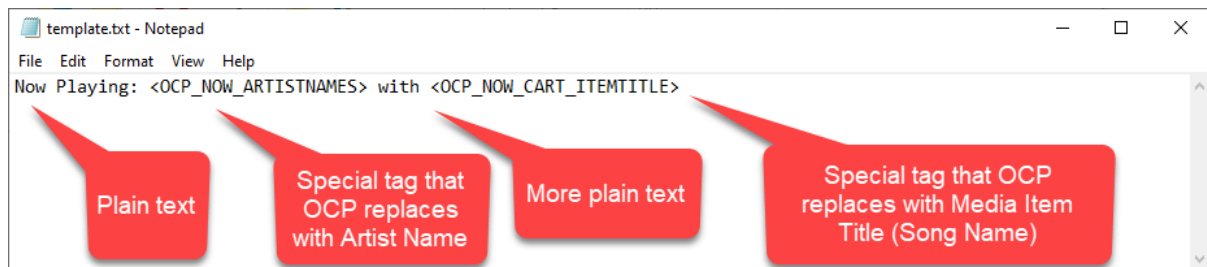 template.txt - Notepad
File Edit Format View Help
Now Playing: <OCP_NOW_ARTISTNAMES> with <OCP_NOW_CART_ITEMTITLE>
Plain text
Special tag that
OCP replaces
with Artist Name
More plain text
Special tag that OCP
replaces with Media Item
Title (Song Name)